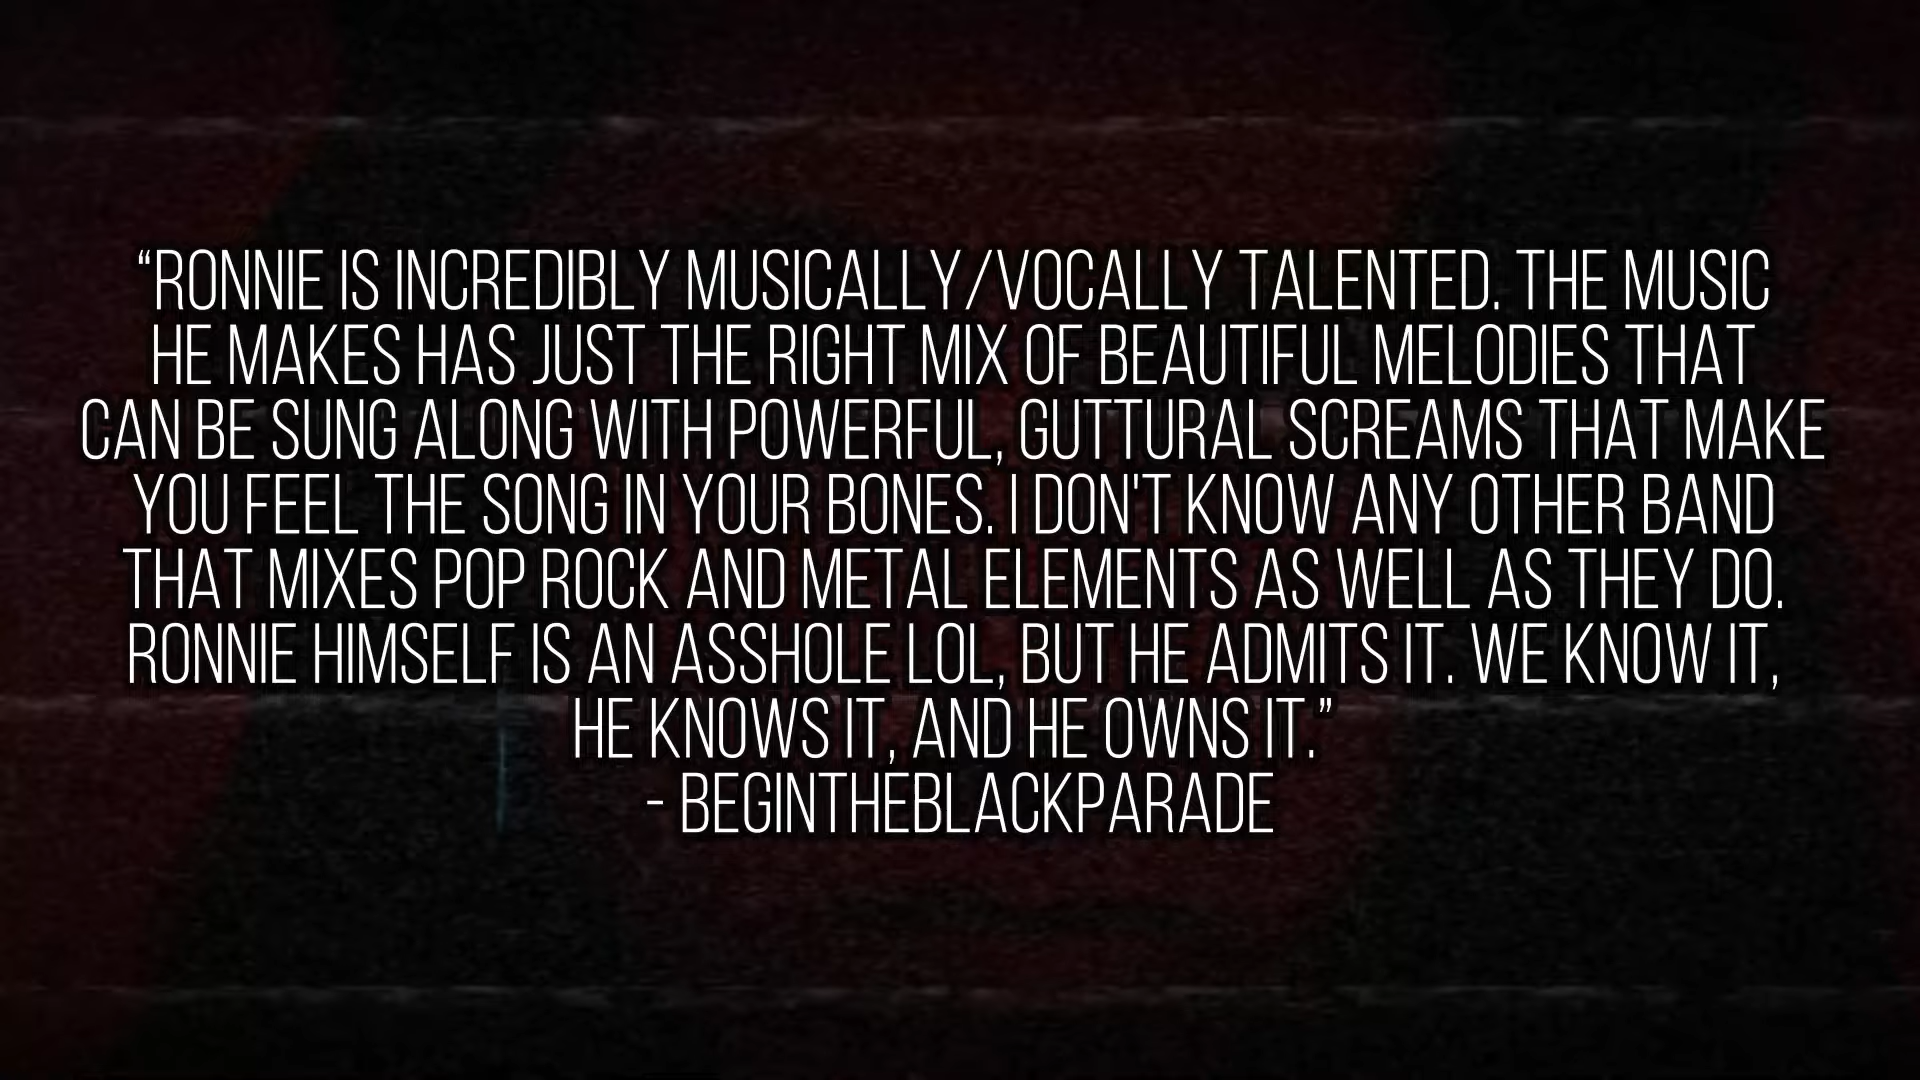 “RONNIE IS INCREDIBLY MUSICALLY/VOCALLY TALENTED. THE MUSIC
HE MAKES HAS JUST THE RIGHT MIX OF BEAUTIFUL MELODIES THAT
CAN BE SUNG ALONG WITH POWERFUL, GUTTURAL SCREAMS THAT MAKE
YOU FEEL THE SONG IN YOUR BONES. I DON'T KNOW ANY OTHER BAND
THAT MIXES POP ROCK AND METAL ELEMENTS AS WELL AS THEY DO.
RONNIE HIMSELF IS AN ASSHOLE LOL, BUT HE ADMITS IT. WE KNOW IT,
HE KNOWS IT, AND HE OWNS IT.”
- BEGINTHEBLACKPARADE